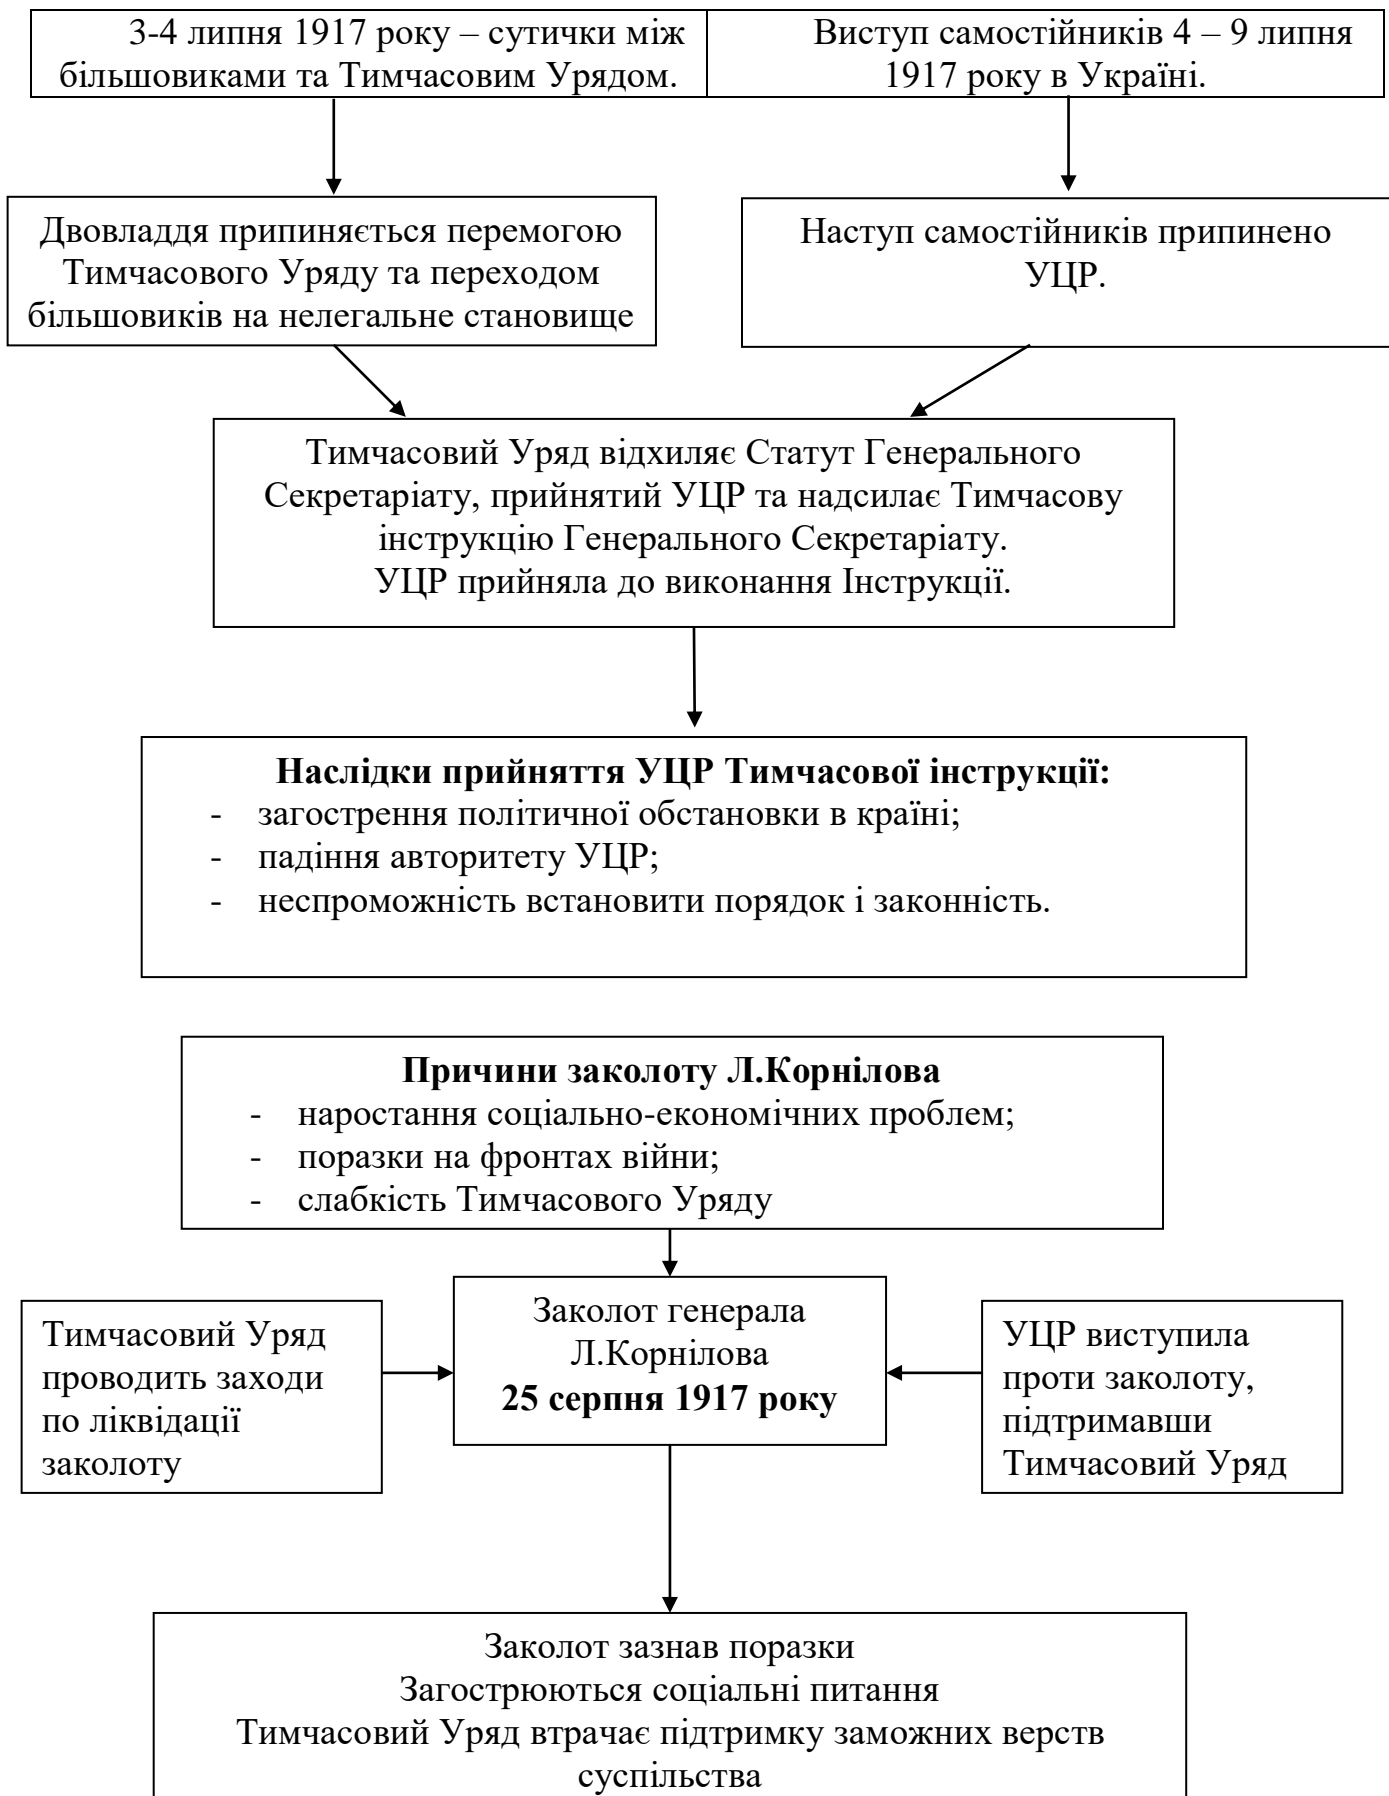 3-4 липня 1917 року – сутички між
більшовиками та Тимчасовим Урядом.
Виступ самостійників 4 – 9 липня
1917 року в Україні.
Двовладдя припиняється перемогою
Тимчасового Уряду та переходом
більшовиків на нелегальне становище
Наступ самостійників припинено
УЦР.
Тимчасовий Уряд відхиляє Статут Генерального
Секретаріату, прийнятий УЦР та надсилає Тимчасову
інструкцію Генерального Секретаріату.
УЦР прийняла до виконання Інструкції.
Наслідки прийняття УЦР Тимчасової інструкції:
- загострення політичної обстановки в країні;
- падіння авторитету УЦР;
- неспроможність встановити порядок і законність.
Причини заколоту Л.Корнілова
- наростання соціально-економічних проблем;
- поразки на фронтах війни;
- слабкість Тимчасового Уряду
Тимчасовий Уряд
проводить заходи
по ліквідації
заколоту
Заколот генерала
Л.Корнілова
25 серпня 1917 року
УЦР виступила
проти заколоту,
підтримавши
Тимчасовий Уряд
Заколот зазнав поразки
Загострюються соціальні питання
Тимчасовий Уряд втрачає підтримку заможних верств
суспільства